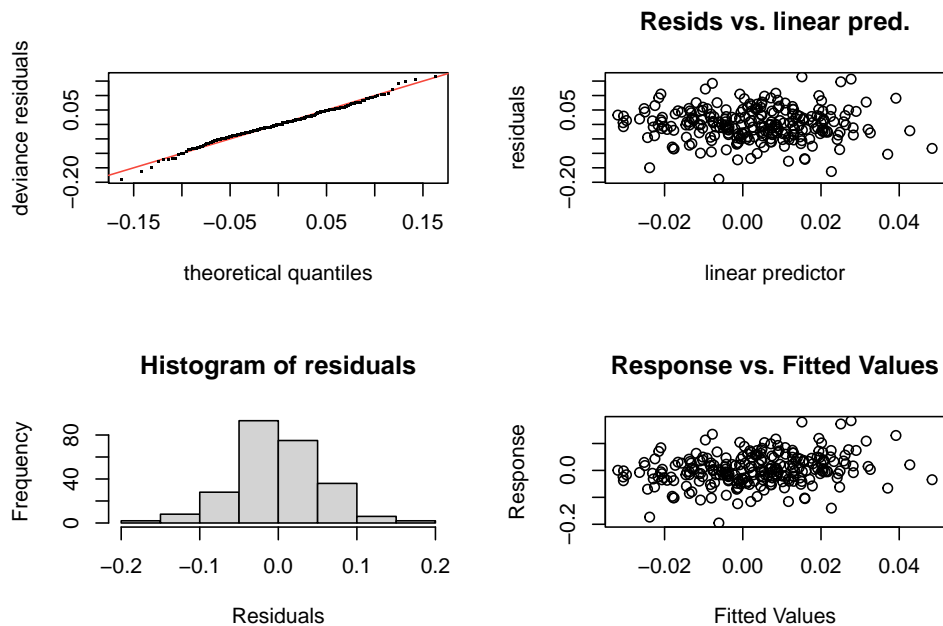 deviance residuals
−0.20 0.05
−0.15 −0.05 0.05 0.15
theoretical quantiles
Resids vs. linear pred.
residuals
−0.20 0.05
−0.02 0.00 0.02 0.04
linear predictor
Histogram of residuals
Frequency
0 40 80
−0.2 −0.1 0.0 0.1 0.2
Residuals
Response vs. Fitted Values
Response
−0.2 0.0
−0.02 0.00 0.02 0.04
Fitted Values